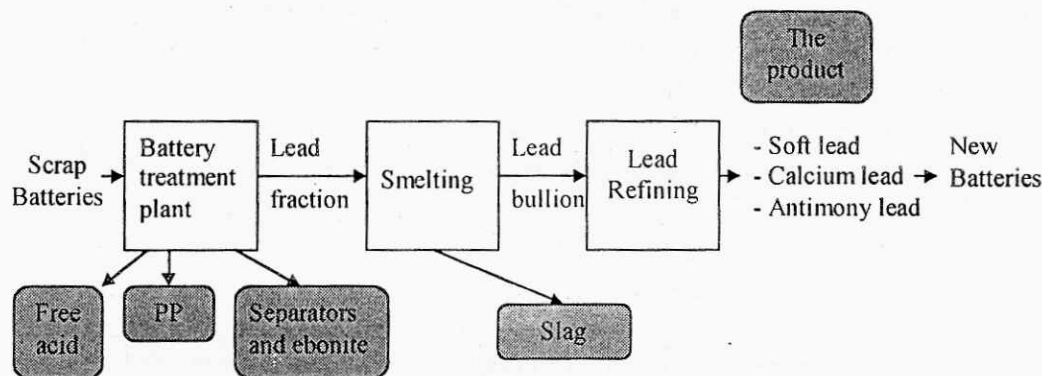 The
product
Scrap
Batteries
Battery
treatment
plant
Lead
fraction
Smelting
Lead
bullion
Lead
Refining
- Soft lead
- Calcium lead
- Antimony lead
New
Batteries
Free
acid
PP
Separators
and ebonite
Slag